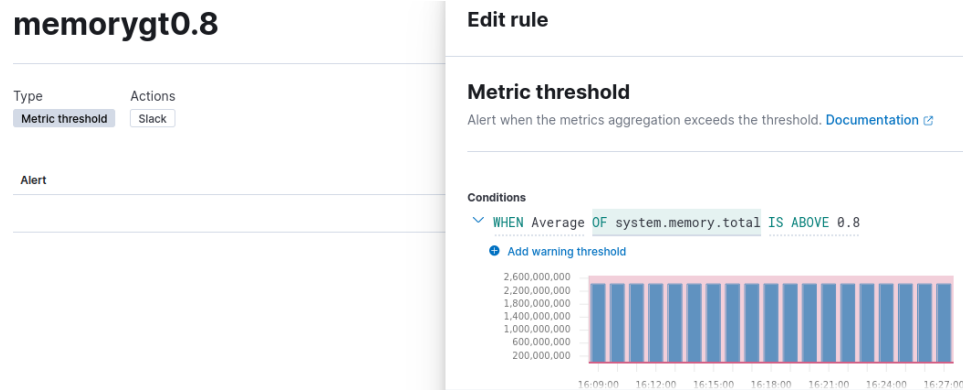 memorygt0.8
Type
Actions
Metric threshold
Slack
Alert
Edit rule
Metric threshold
Alert when the metrics aggregation exceeds the threshold. Documentation
Conditions
WHEN Average OF system.memory.total IS ABOVE 0.8
Add warning threshold
2,600,000,000
2,200,000,000
1,800,000,000
1,400,000,000
1,000,000,000
600,000,000
200,000,000
16:09:00 16:12:00 16:15:00 16:18:00 16:21:00 16:24:00 16:27:00